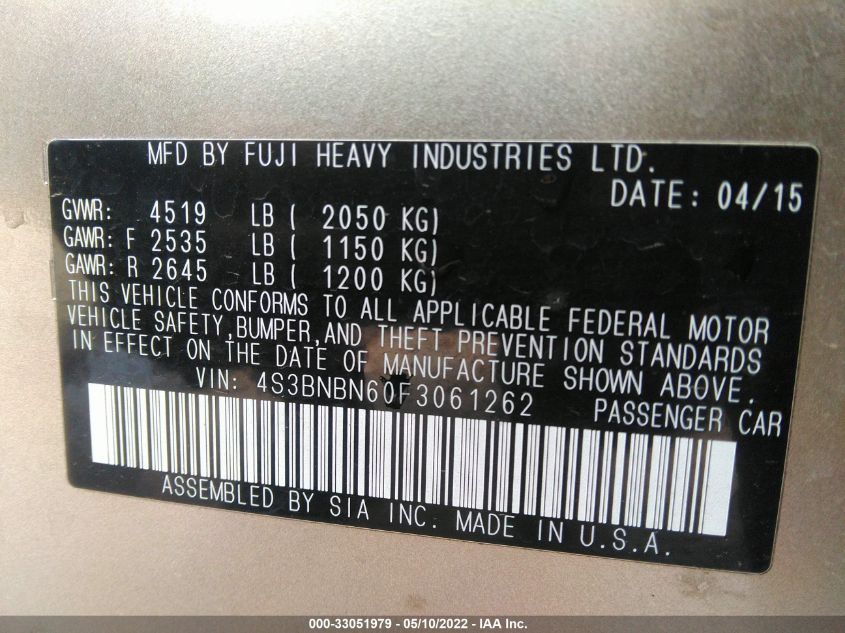 MFD BY FUJI HEAVY INDUSTRIES LTD.
DATE: 04/15
GVWR: 4519 LB ( 2050 KG)
GAWR: F 2535 LB ( 1150 KG)
GAWR: R 2645 LB ( 1200 KG)
THIS VEHICLE CONFORMS TO ALL APPLICABLE FEDERAL MOTOR
VEHICLE SAFETY,BUMPER,AND THEFT PREVENTION STANDARDS
IN EFFECT ON THE DATE OF MANUFACTURE SHOWN ABOVE.
VIN: 4S3BNBN60F3061262 PASSENGER CAR
ASSEMBLED BY SIA INC. MADE IN U.S.A.
000-33051979 — 05/10/2022 — IAA Inc.